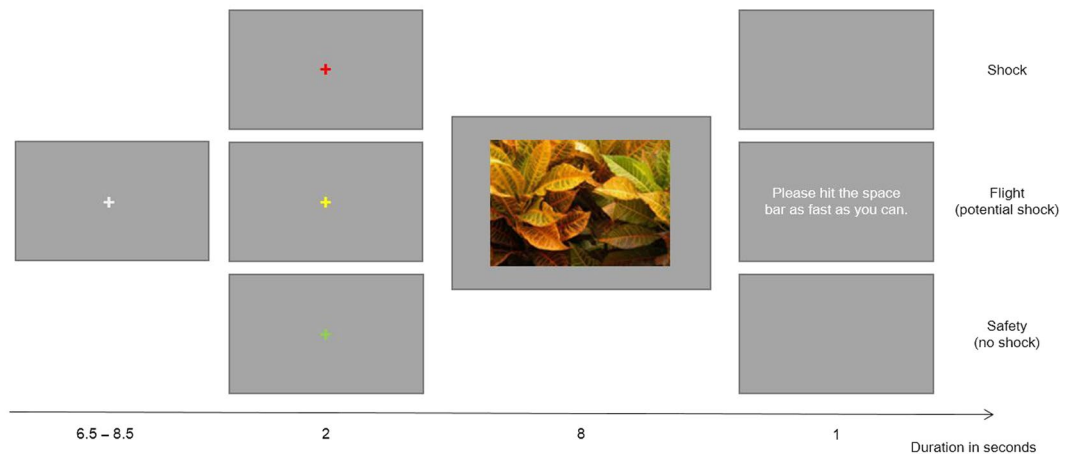 Shock
Please hit the space
bar as fast as you can.
Flight
(potential shock)
Safety
(no shock)
6.5 – 8.5
2
8
1
Duration in seconds